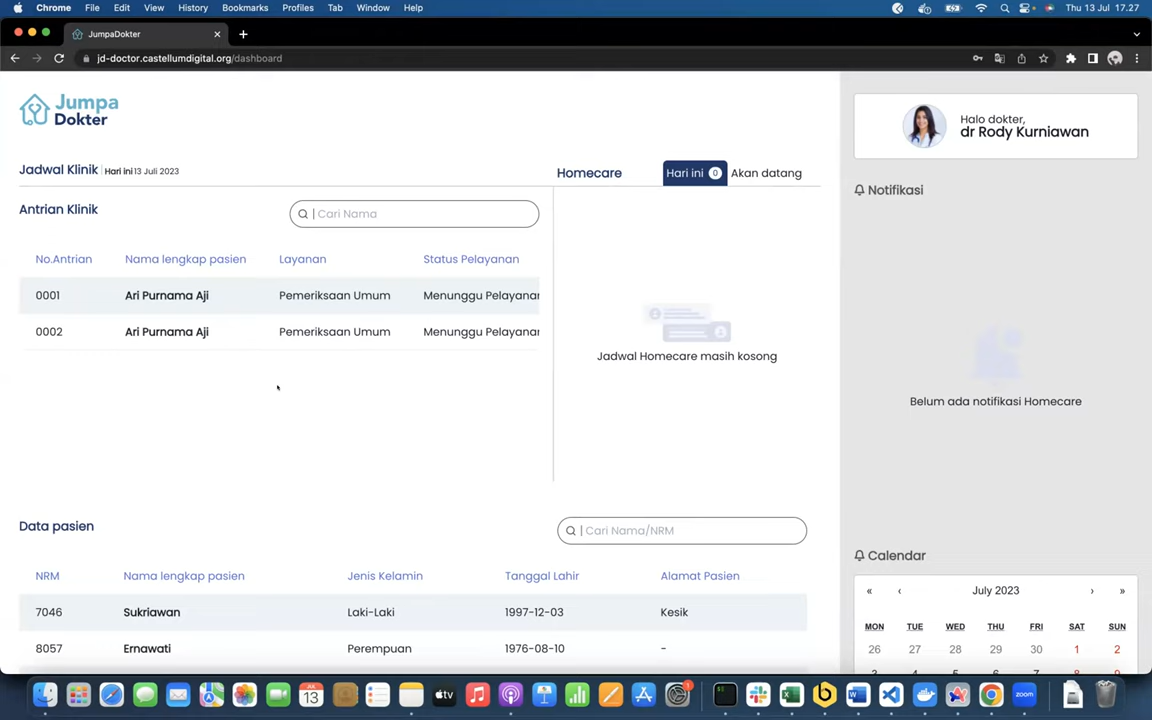 Chrome File Edit View History Bookmarks Profiles Tab Window Help Thu 13 Jul 17.27
JumpaDokter
jd-doctor.castellumdigital.org/dashboard
Jumpa
Dokter
Halo dokter,
dr Rody Kurniawan
Jadwal Klinik Hari ini 13 Juli 2023
Homecare Hari ini 0 Akan datang
Notifikasi
Antrian Klinik
Cari Nama
No.Antrian Nama lengkap pasien Layanan Status Pelayanan
0001 Ari Purnama Aji Pemeriksaan Umum Menunggu Pelayanan
0002 Ari Purnama Aji Pemeriksaan Umum Menunggu Pelayanan
Jadwal Homecare masih kosong
Belum ada notifikasi Homecare
Data pasien
Cari Nama/NRM
NRM Nama lengkap pasien Jenis Kelamin Tanggal Lahir Alamat Pasien
7046 Sukriawan Laki-Laki 1997-12-03 Kesik
8057 Ernawati Perempuan 1976-08-10 -
Calendar
« ‹ July 2023 › »
MON TUE WED THU FRI SAT SUN
26 27 28 29 30 1 2
JUL
13
tv
1
zoom